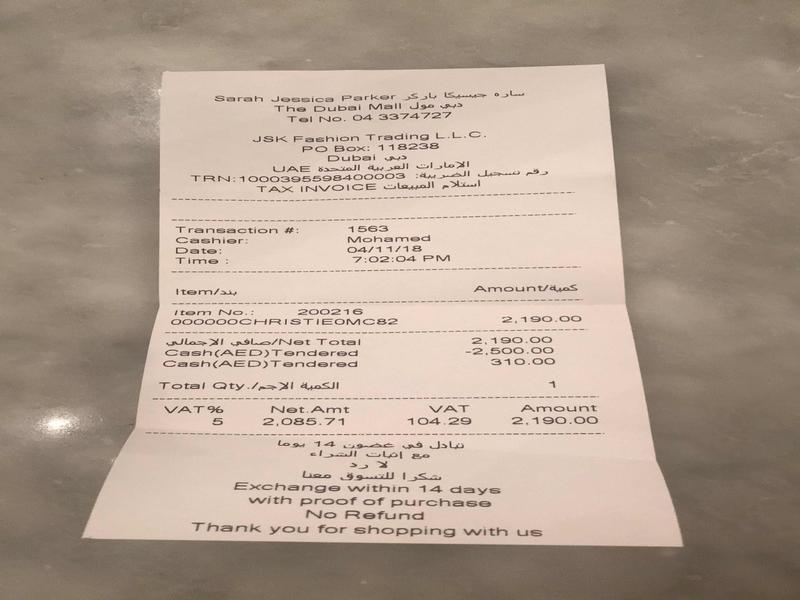 Sarah Jessica Parker ساره جيسيكا باركر
The Dubai Mall دبي مول
Tel No. 04 3374727
JSK Fashion Trading L.L.C.
PO Box: 118238
Dubai دبي
الامارات العربية المتحدة UAE
TRN:1000395598400003 رقم تسجيل الضريبة:
TAX INVOICE استلام المبيعات
Transaction #: 1563
Cashier: Mohamed
Date: 04/11/18
Time : 7:02:04 PM
Item/بند Amount/كمية
Item No.: 200216
000000CHRISTIE0MC82 2,190.00
صافي الاجمالي/Net Total 2,190.00
Cash(AED)Tendered -2,500.00
Cash(AED)Tendered 310.00
Total Qty./الكمية الاجم 1
VAT% Net.Amt VAT Amount
5 2,085.71 104.29 2,190.00
تبادل في غضون 14 يوما
مع اثبات الشراء
لا رد
شكرا للتسوق معنا
Exchange within 14 days
with proof of purchase
No Refund
Thank you for shopping with us